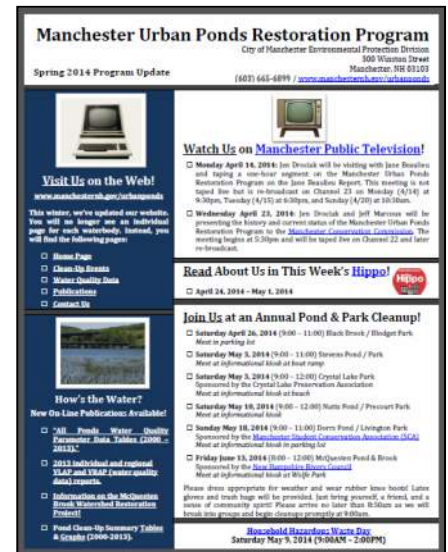 Manchester Urban Ponds Restoration Program
City of Manchester Environmental Protection Division
300 Winston Street
Manchester, NH 03103
Spring 2014 Program Update
(603) 665-6899 / www.manchesternh.gov/urbanponds
Visit Us on the Web!
www.manchesternh.gov/urbanponds
This winter, we've updated our website.
You will no longer see an individual
page for each waterbody. Instead, you
will find the following pages:
Home Page
Clean-Up Events
Water Quality Data
Publications
Contact Us
How's the Water?
New On-Line Publications Available!
"All Ponds Water Quality
Parameter Data Tables (2000 –
2013)."
2013 individual and regional
VLAP and VRAP (water quality
data) reports.
Information on the McQuesten
Brook Watershed Restoration
Project!
Pond Clean-Up Summary Tables
& Graphs (2000-2013).
Watch Us on Manchester Public Television!
Monday April 14, 2014: Jen Drociak will be visiting with Jane Beaulieu
and taping a one-hour segment on the Manchester Urban Ponds
Restoration Program on the Jane Beaulieu Report. This meeting is not
taped live but is re-broadcast on Channel 23 on Monday (4/14) at
9:30pm, Tuesday (4/15) at 6:30pm, and Sunday (4/20) at 10:30am.
Wednesday April 23, 2014: Jen Drociak and Jeff Marcoux will be
presenting the history and current status of the Manchester Urban Ponds
Restoration Program to the Manchester Conservation Commission. The
meeting begins at 5:30pm and will be taped live on Channel 22 and later
re-broadcast.
Read About Us in This Week's Hippo!
Hippo
April 24, 2014 – May 1, 2014
Join Us at an Annual Pond & Park Cleanup!
Saturday April 26, 2014 (9:00 – 11:00) Black Brook / Blodget Park
Meet in parking lot
Saturday May 3, 2014 (9:00 – 11:00) Stevens Pond / Park
Meet at informational kiosk at boat ramp
Saturday May 3, 2014 (9:00 – 12:00) Crystal Lake Park
Sponsored by the Crystal Lake Preservation Association
Meet at informational kiosk at beach
Saturday May 10, 2014 (9:00 – 12:00) Nutts Pond / Precourt Park
Meet at informational kiosk
Sunday May 18, 2014 (9:00 – 11:00) Dorrs Pond / Livingston Park
Sponsored by the Manchester Student Conservation Association (SCA)
Meet at informational kiosk in parking lot
Friday June 13, 2014 (8:00 – 12:00) McQuesten Pond & Brook
Sponsored by the New Hampshire Rivers Council
Meet at informational kiosk at Wolfe Park
Please dress appropriate for weather and wear rubber knee boots! Latex
gloves and trash bags will be provided. Just bring yourself, a friend, and a
sense of community spirit! Please arrive no later than 8:50am as we will
break into groups and begin cleanups promptly at 9:00am.
Household Hazardous Waste Day
Saturday May 9, 2014 (9:00AM – 2:00PM)